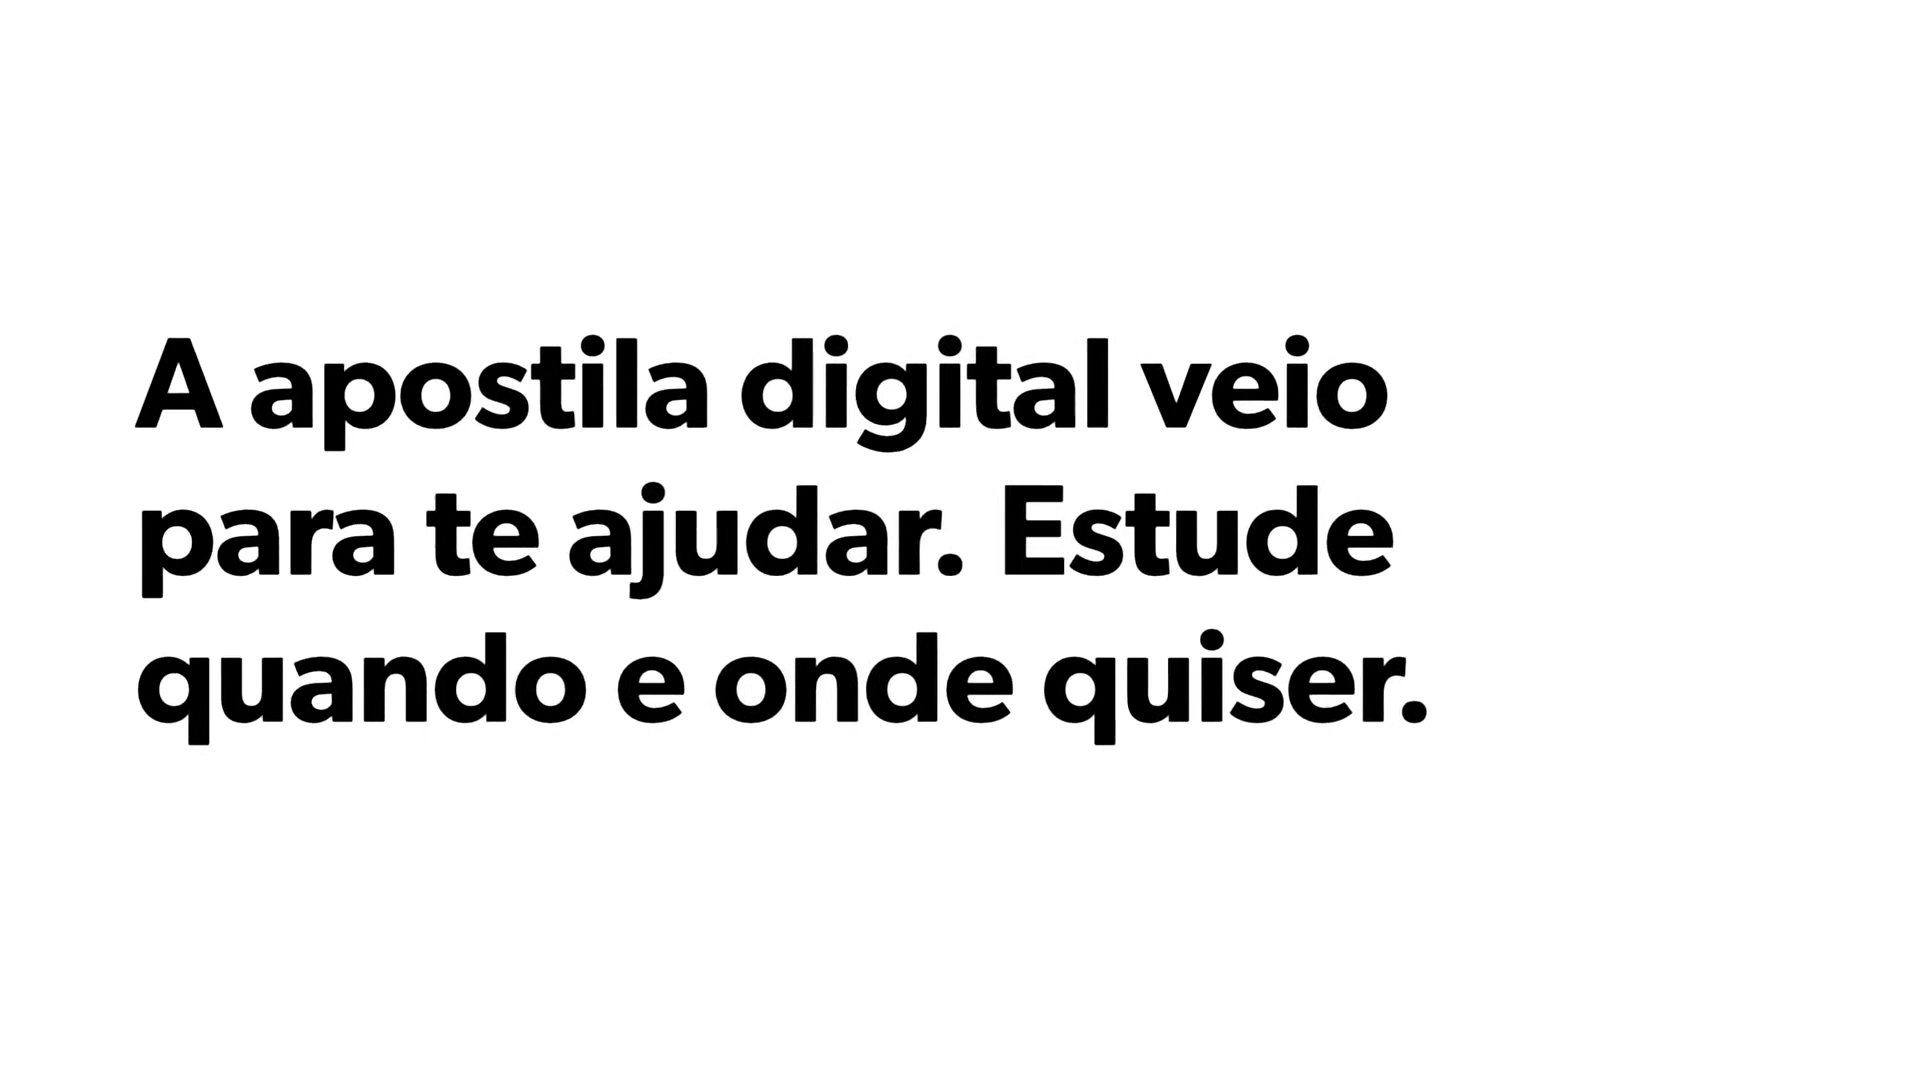 A apostila digital veio
para te ajudar. Estude
quando e onde quiser.